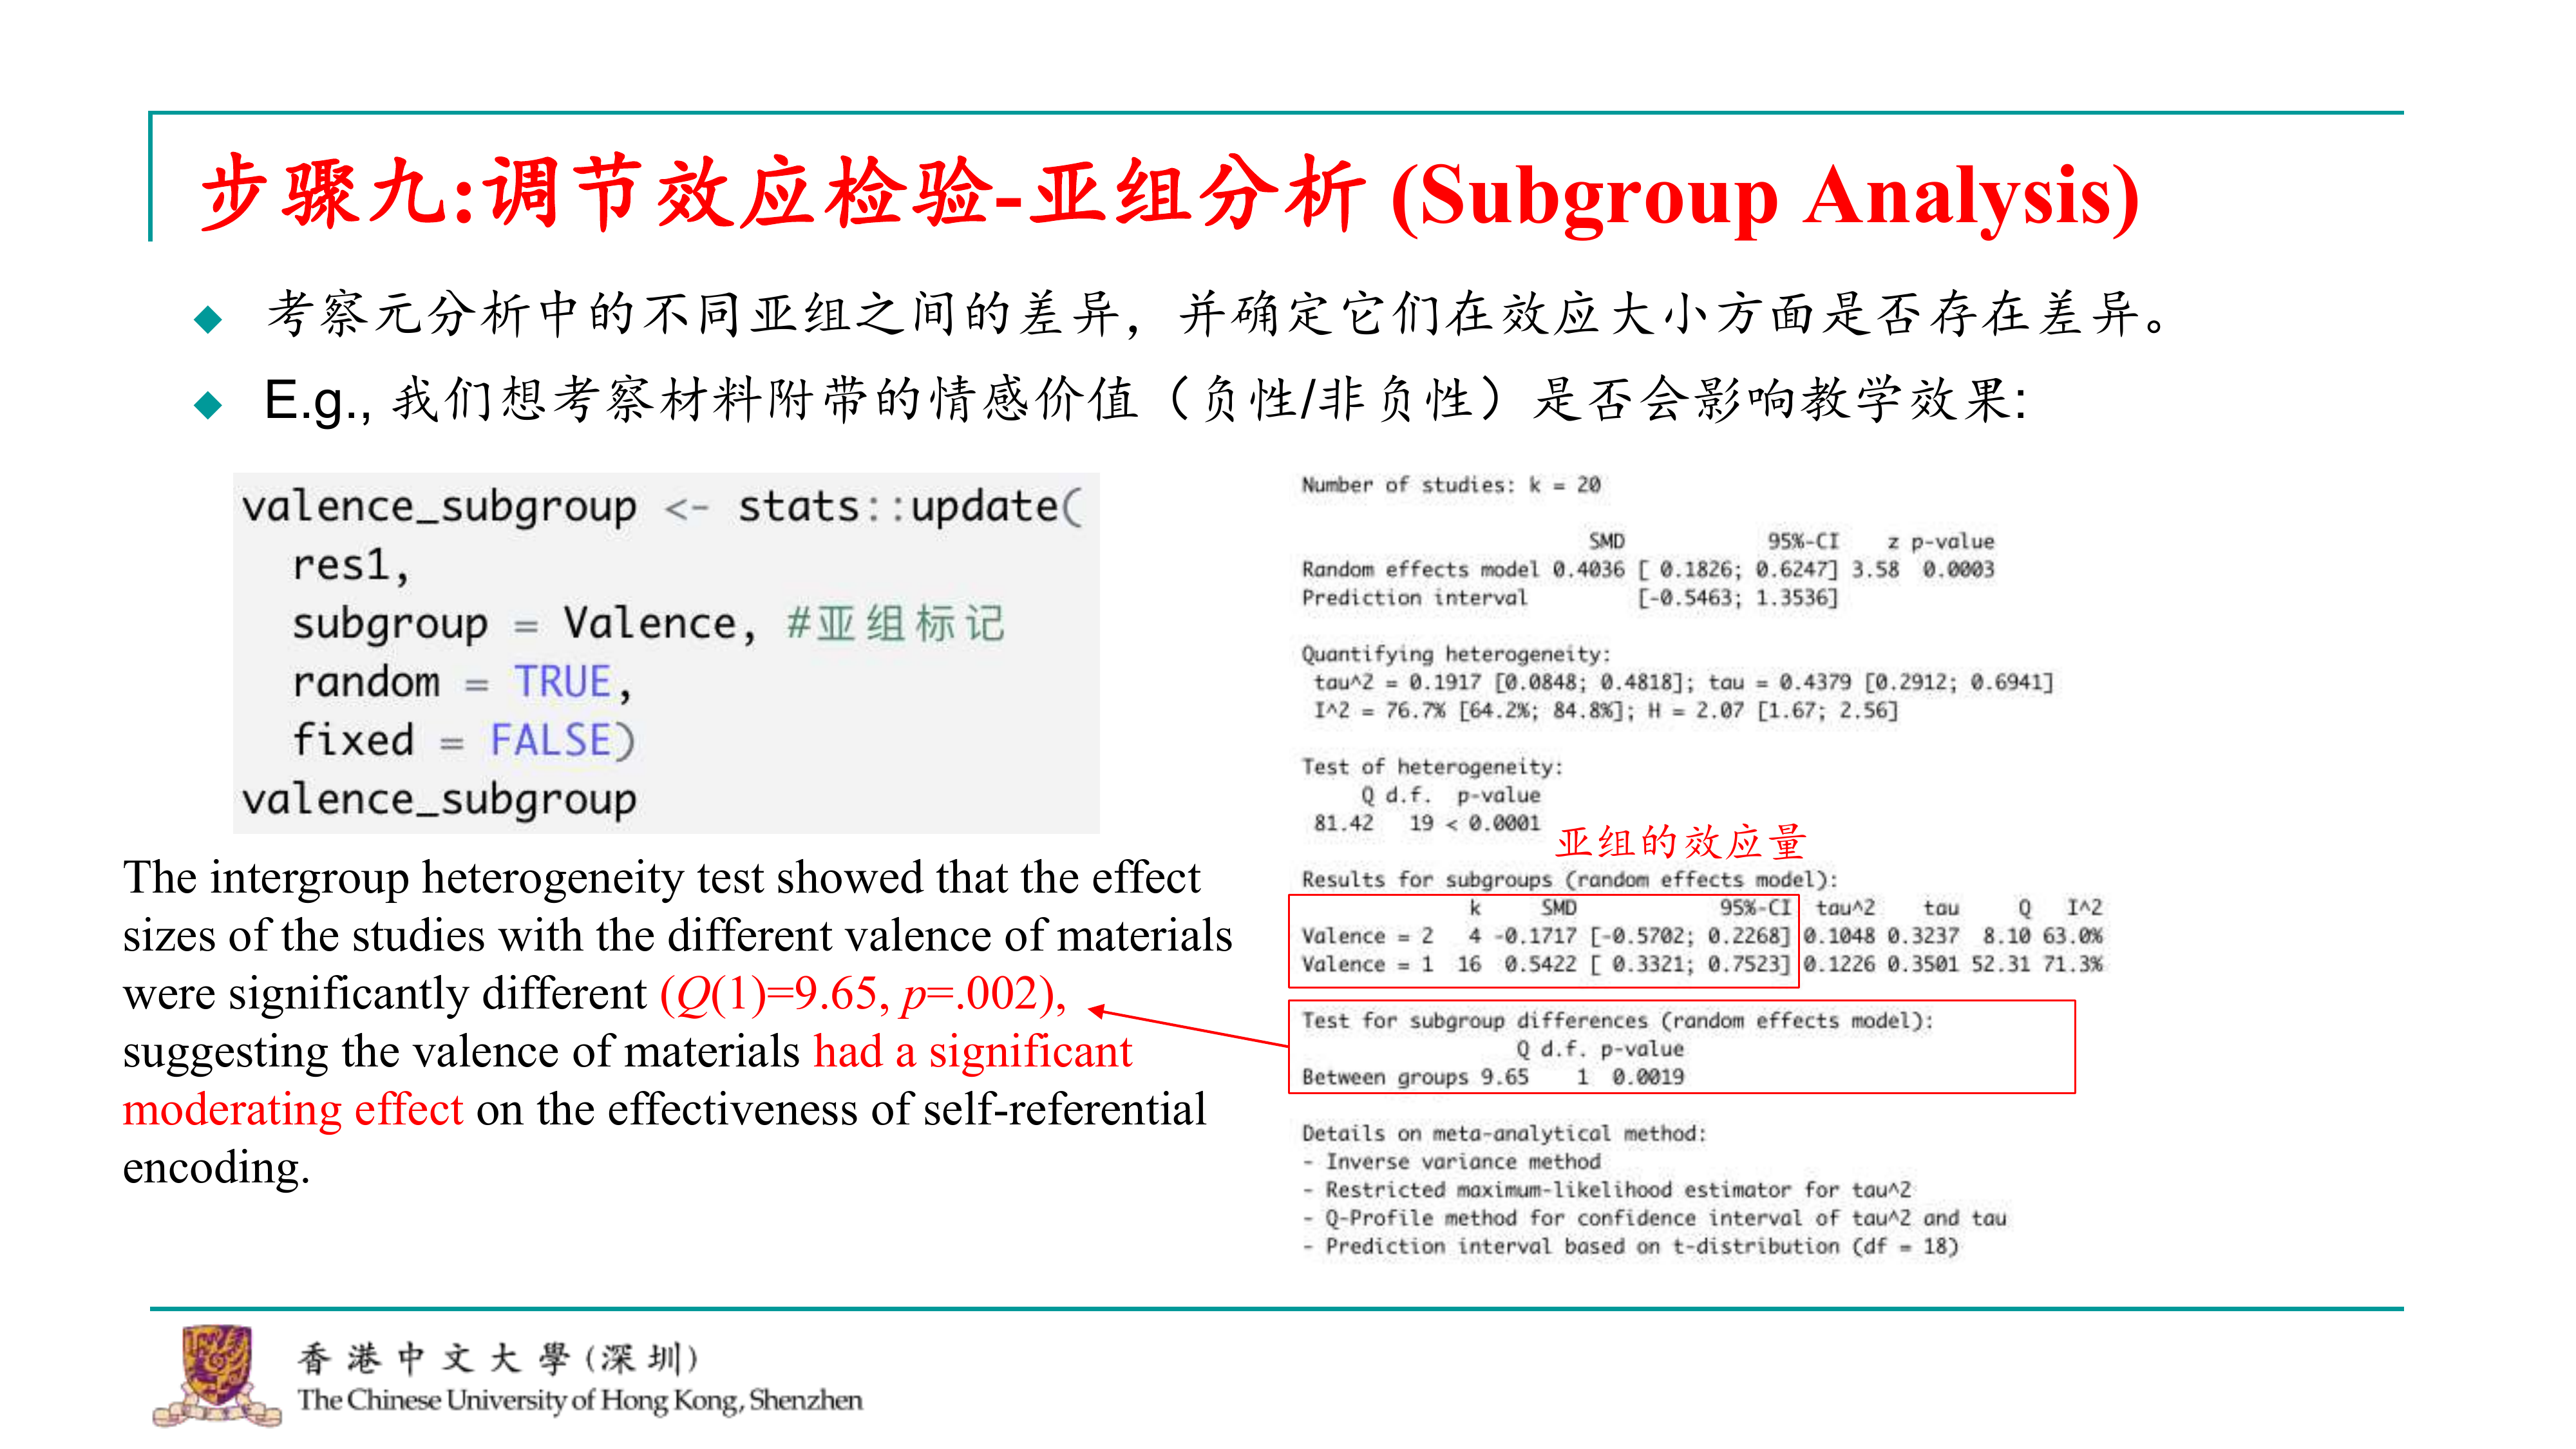 步骤九:调节效应检验-亚组分析 (Subgroup Analysis)
考察元分析中的不同亚组之间的差异，并确定它们在效应大小方面是否存在差异。
E.g., 我们想考察材料附带的情感价值（负性/非负性）是否会影响教学效果:
valence_subgroup <- stats::update(
res1,
subgroup = Valence, #亚组标记
random = TRUE,
fixed = FALSE)
valence_subgroup
The intergroup heterogeneity test showed that the effect
sizes of the studies with the different valence of materials
were significantly different (Q(1)=9.65, p=.002),
suggesting the valence of materials had a significant
moderating effect on the effectiveness of self-referential
encoding.
Number of studies: k = 20
SMD 95%-CI z p-value
Random effects model 0.4036 [ 0.1826; 0.6247] 3.58 0.0003
Prediction interval [-0.5463; 1.3536]
Quantifying heterogeneity:
tau^2 = 0.1917 [0.0848; 0.4818]; tau = 0.4379 [0.2912; 0.6941]
I^2 = 76.7% [64.2%; 84.8%]; H = 2.07 [1.67; 2.56]
Test of heterogeneity:
Q d.f. p-value
81.42 19 < 0.0001
亚组的效应量
Results for subgroups (random effects model):
k SMD 95%-CI tau^2 tau Q I^2
Valence = 2 4 -0.1717 [-0.5702; 0.2268] 0.1048 0.3237 8.10 63.0%
Valence = 1 16 0.5422 [ 0.3321; 0.7523] 0.1226 0.3501 52.31 71.3%
Test for subgroup differences (random effects model):
Q d.f. p-value
Between groups 9.65 1 0.0019
Details on meta-analytical method:
- Inverse variance method
- Restricted maximum-likelihood estimator for tau^2
- Q-Profile method for confidence interval of tau^2 and tau
- Prediction interval based on t-distribution (df = 18)
香港中文大學(深圳)
The Chinese University of Hong Kong, Shenzhen